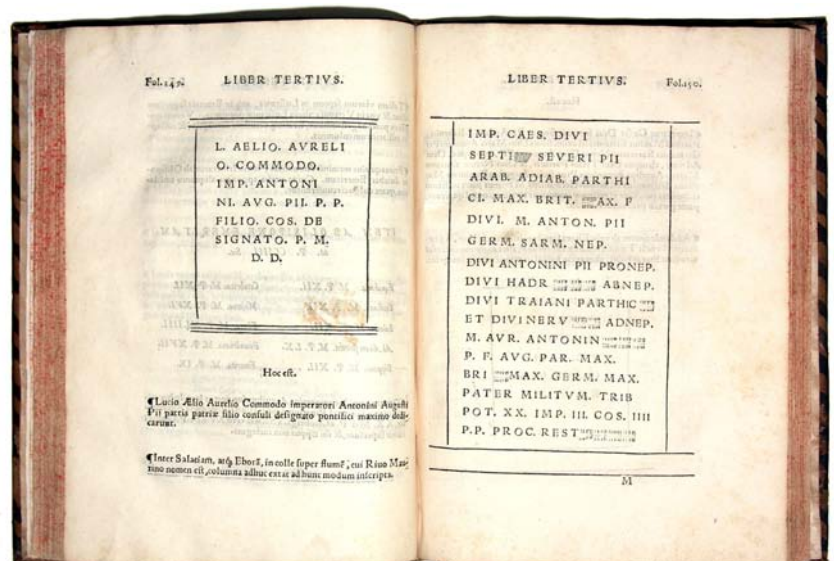 Fol.149.
LIBER TERTIVS.
L. AELIO. AVRELI
O. COMMODO.
IMP. ANTONI
NI. AVG. PII. P. P.
FILIO. COS. DE
SIGNATO. P. M.
D. D.
Hoc est.
¶Lucio Ælio Aurelio Commodo imperatori Antonini Augusti
Pii patris patriæ filio consuli designato pontifici maximo dedi-
carunt.
¶Inter Salatiam, atq; Eborã, in colle super flumẽ, cui Rino Mari-
tino nomen est, columna adhuc extat ad hunc modum inscripta.
LIBER TERTIVS.
Fol.150.
IMP. CAES. DIVI
SEPTI SEVERI PII
ARAB. ADIAB. PARTHI
CI. MAX. BRIT. AX. F
DIVI. M. ANTON. PII
GERM. SARM. NEP.
DIVI ANTONINI PII PRONEP.
DIVI HADR ABNEP.
DIVI TRAIANI PARTHIC
ET DIVI NERV ADNEP.
M. AVR. ANTONIN
P. F. AVG. PAR. MAX.
BRI MAX. GERM. MAX.
PATER MILITVM. TRIB
POT. XX. IMP. III. COS. IIII
P.P. PROC. REST
M